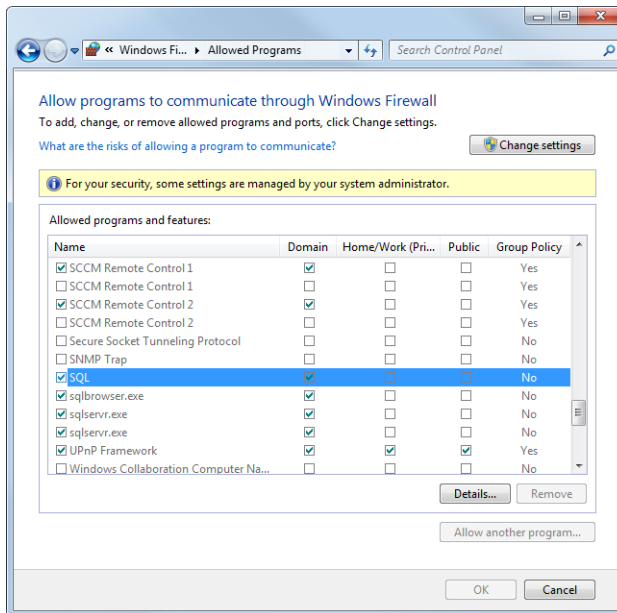 « Windows Fi... ▸ Allowed Programs
Search Control Panel
Allow programs to communicate through Windows Firewall
To add, change, or remove allowed programs and ports, click Change settings.
What are the risks of allowing a program to communicate?
Change settings
For your security, some settings are managed by your system administrator.
Allowed programs and features:
Name Domain Home/Work (Pri... Public Group Policy
SCCM Remote Control 1 Yes
SCCM Remote Control 1 Yes
SCCM Remote Control 2 Yes
SCCM Remote Control 2 Yes
Secure Socket Tunneling Protocol No
SNMP Trap No
SQL No
sqlbrowser.exe No
sqlservr.exe No
sqlservr.exe No
UPnP Framework Yes
Windows Collaboration Computer Na... No
Details... Remove
Allow another program...
OK Cancel